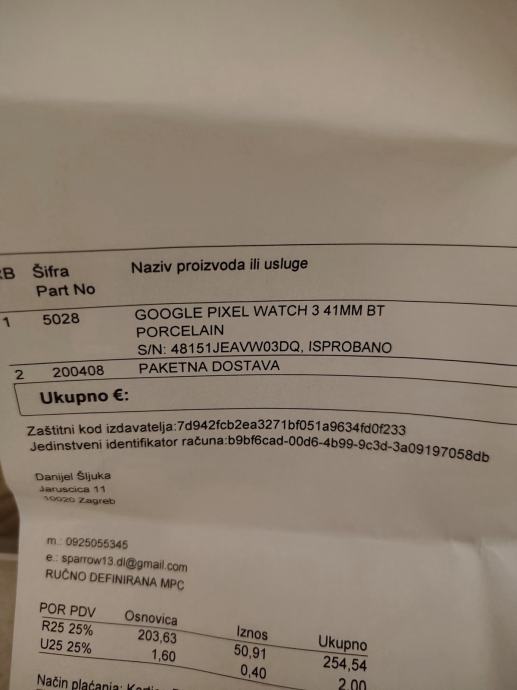 RB Šifra Naziv proizvoda ili usluge
Part No
1 5028 GOOGLE PIXEL WATCH 3 41MM BT
PORCELAIN
S/N: 48151JEAVW03DQ, ISPROBANO
2 200408 PAKETNA DOSTAVA
Ukupno €:
Zaštitni kod izdavatelja:7d942fcb2ea3271bf051a9634fd0f233
Jedinstveni identifikator računa:b9bf6cad-00d6-4b99-9c3d-3a09197058db
Danijel Šljuka
Jaruscica 11
10020 Zagreb
m.: 0925055345
e.: sparrow13.dl@gmail.com
RUČNO DEFINIRANA MPC
POR PDV Osnovica Iznos Ukupno
R25 25% 203,63 50,91 254,54
U25 25% 1,60 0,40 2,00
Način plaćanja: